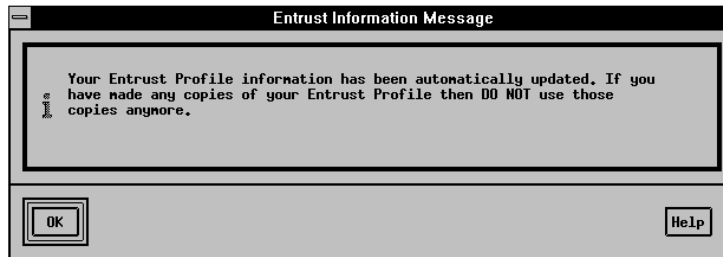 Entrust Information Message
Your Entrust Profile information has been automatically updated. If you
have made any copies of your Entrust Profile then DO NOT use those
copies anymore.
OK
Help